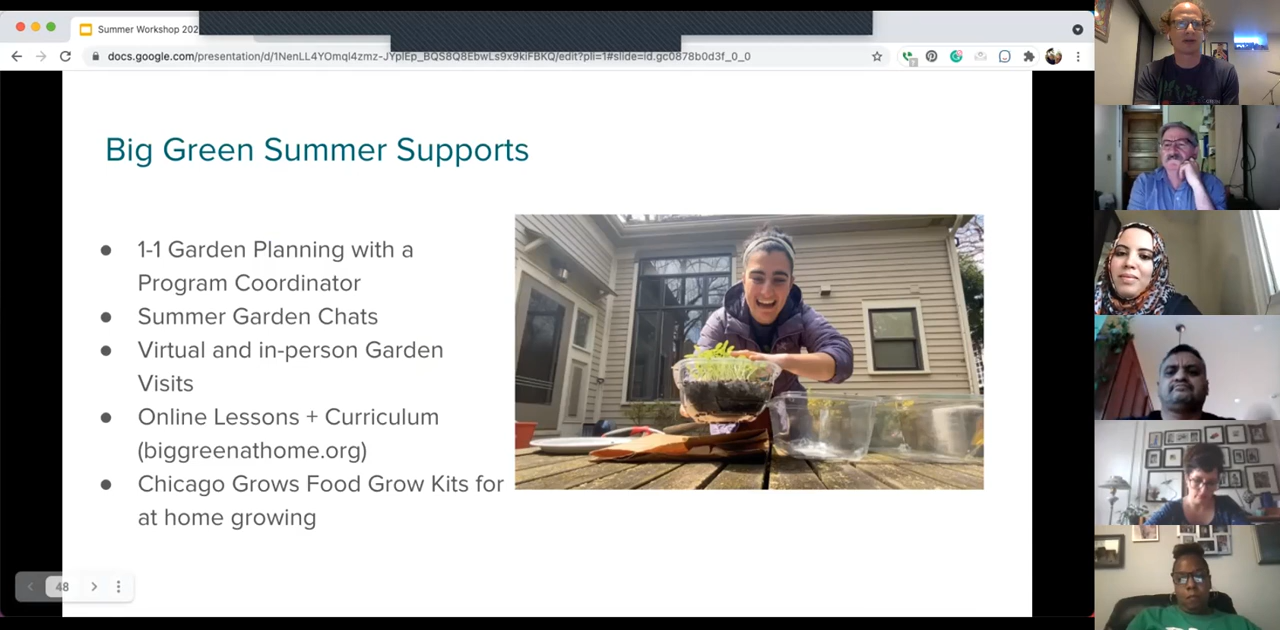 Summer Workshop 202
docs.google.com/presentation/d/1NenLL4YOmqI4zmz-JYplEp_BQS8Q8EbwLs9x9kiFBKQ/edit?pli=1#slide=id.gc0878b0d3f_0_0
Big Green Summer Supports
● 1-1 Garden Planning with a
Program Coordinator
● Summer Garden Chats
● Virtual and in-person Garden
Visits
● Online Lessons + Curriculum
(biggreenathome.org)
● Chicago Grows Food Grow Kits for
at home growing
48